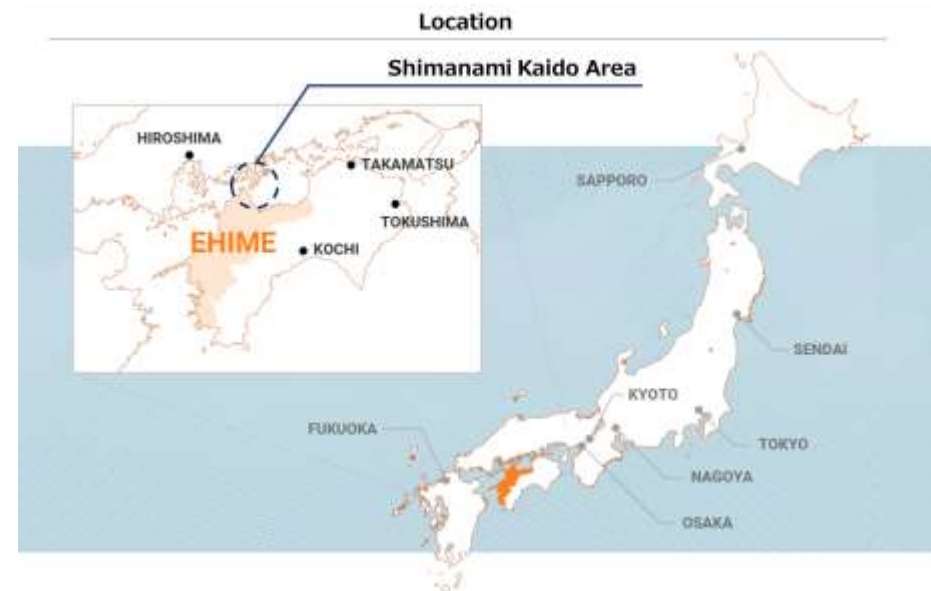 Location
Shimanami Kaido Area
HIROSHIMA
TAKAMATSU
TOKUSHIMA
EHIME
KOCHI
SAPPORO
SENDAI
KYOTO
FUKUOKA
TOKYO
NAGOYA
OSAKA